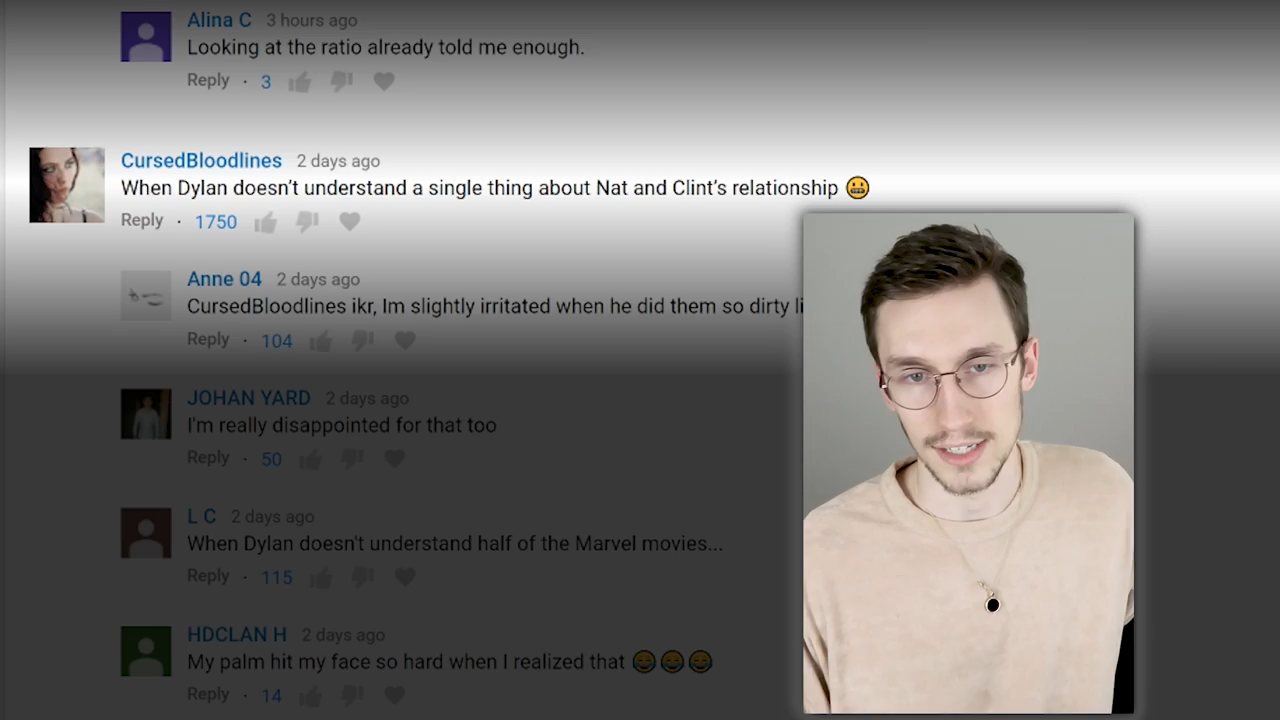 Alina C 3 hours ago
Looking at the ratio already told me enough.
Reply · 3
CursedBloodlines 2 days ago
When Dylan doesn't understand a single thing about Nat and Clint's relationship 😬
Reply · 1750
Anne 04 2 days ago
CursedBloodlines ikr, Im slightly irritated when he did them so dirty
Reply · 104
JOHAN YARD 2 days ago
I'm really disappointed for that too
Reply · 50
L C 2 days ago
When Dylan doesn't understand half of the Marvel movies...
Reply · 115
HDCLAN H 2 days ago
My palm hit my face so hard when I realized that 😂😂😂
Reply · 14